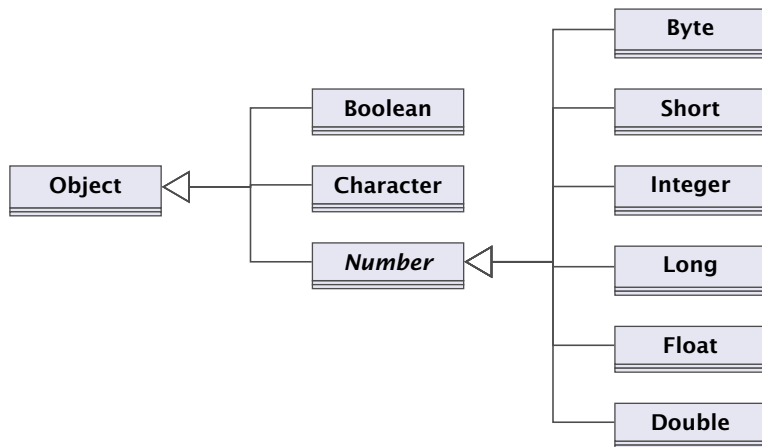 Object
Boolean
Character
Number
Byte
Short
Integer
Long
Float
Double